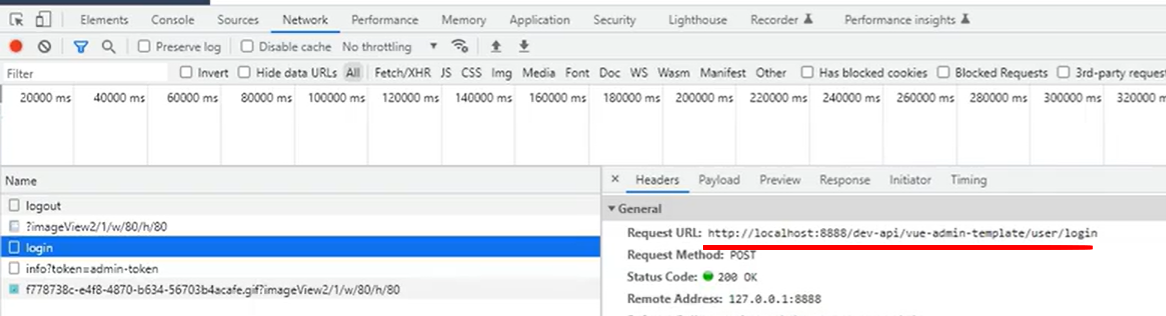 Elements Console Sources Network Performance Memory Application Security Lighthouse Recorder Performance insights
Preserve log Disable cache No throttling
Filter Invert Hide data URLs All Fetch/XHR JS CSS Img Media Font Doc WS Wasm Manifest Other Has blocked cookies Blocked Requests 3rd-party reques
20000 ms 40000 ms 60000 ms 80000 ms 100000 ms 120000 ms 140000 ms 160000 ms 180000 ms 200000 ms 220000 ms 240000 ms 260000 ms 280000 ms 300000 ms 320000
Name
logout
?imageView2/1/w/80/h/80
login
info?token=admin-token
f778738c-e4f8-4870-b634-56703b4acafe.gif?imageView2/1/w/80/h/80
× Headers Payload Preview Response Initiator Timing
▼ General
Request URL: http://localhost:8888/dev-api/vue-admin-template/user/login
Request Method: POST
Status Code: 200 OK
Remote Address: 127.0.0.1:8888